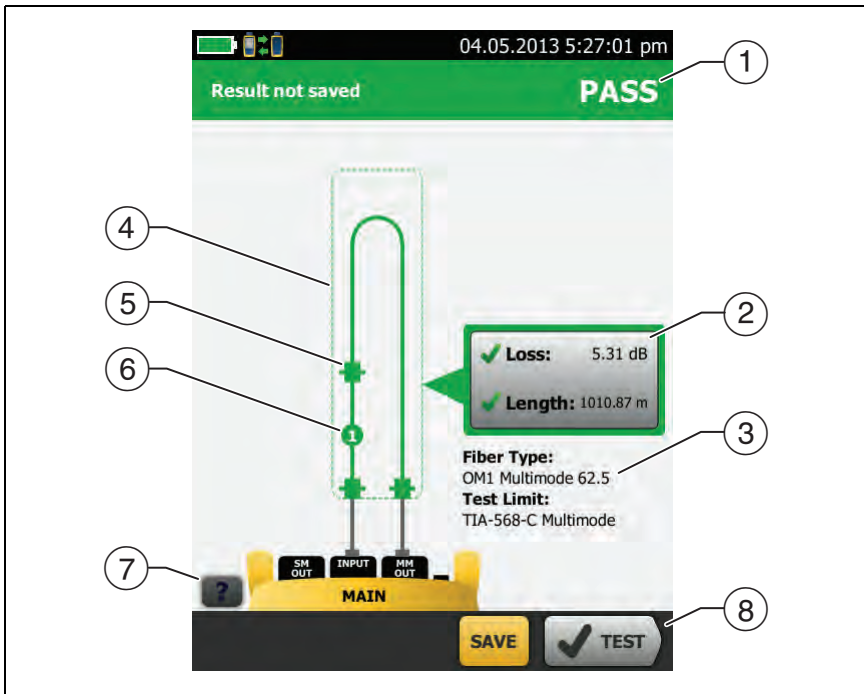 04.05.2013 5:27:01 pm
Result not saved
PASS
1
4
5
6
1
2
Loss: 5.31 dB
Length: 1010.87 m
3
Fiber Type:
OM1 Multimode 62.5
Test Limit:
TIA-568-C Multimode
7
?
SM OUT
INPUT
MM OUT
MAIN
SAVE
TEST
8